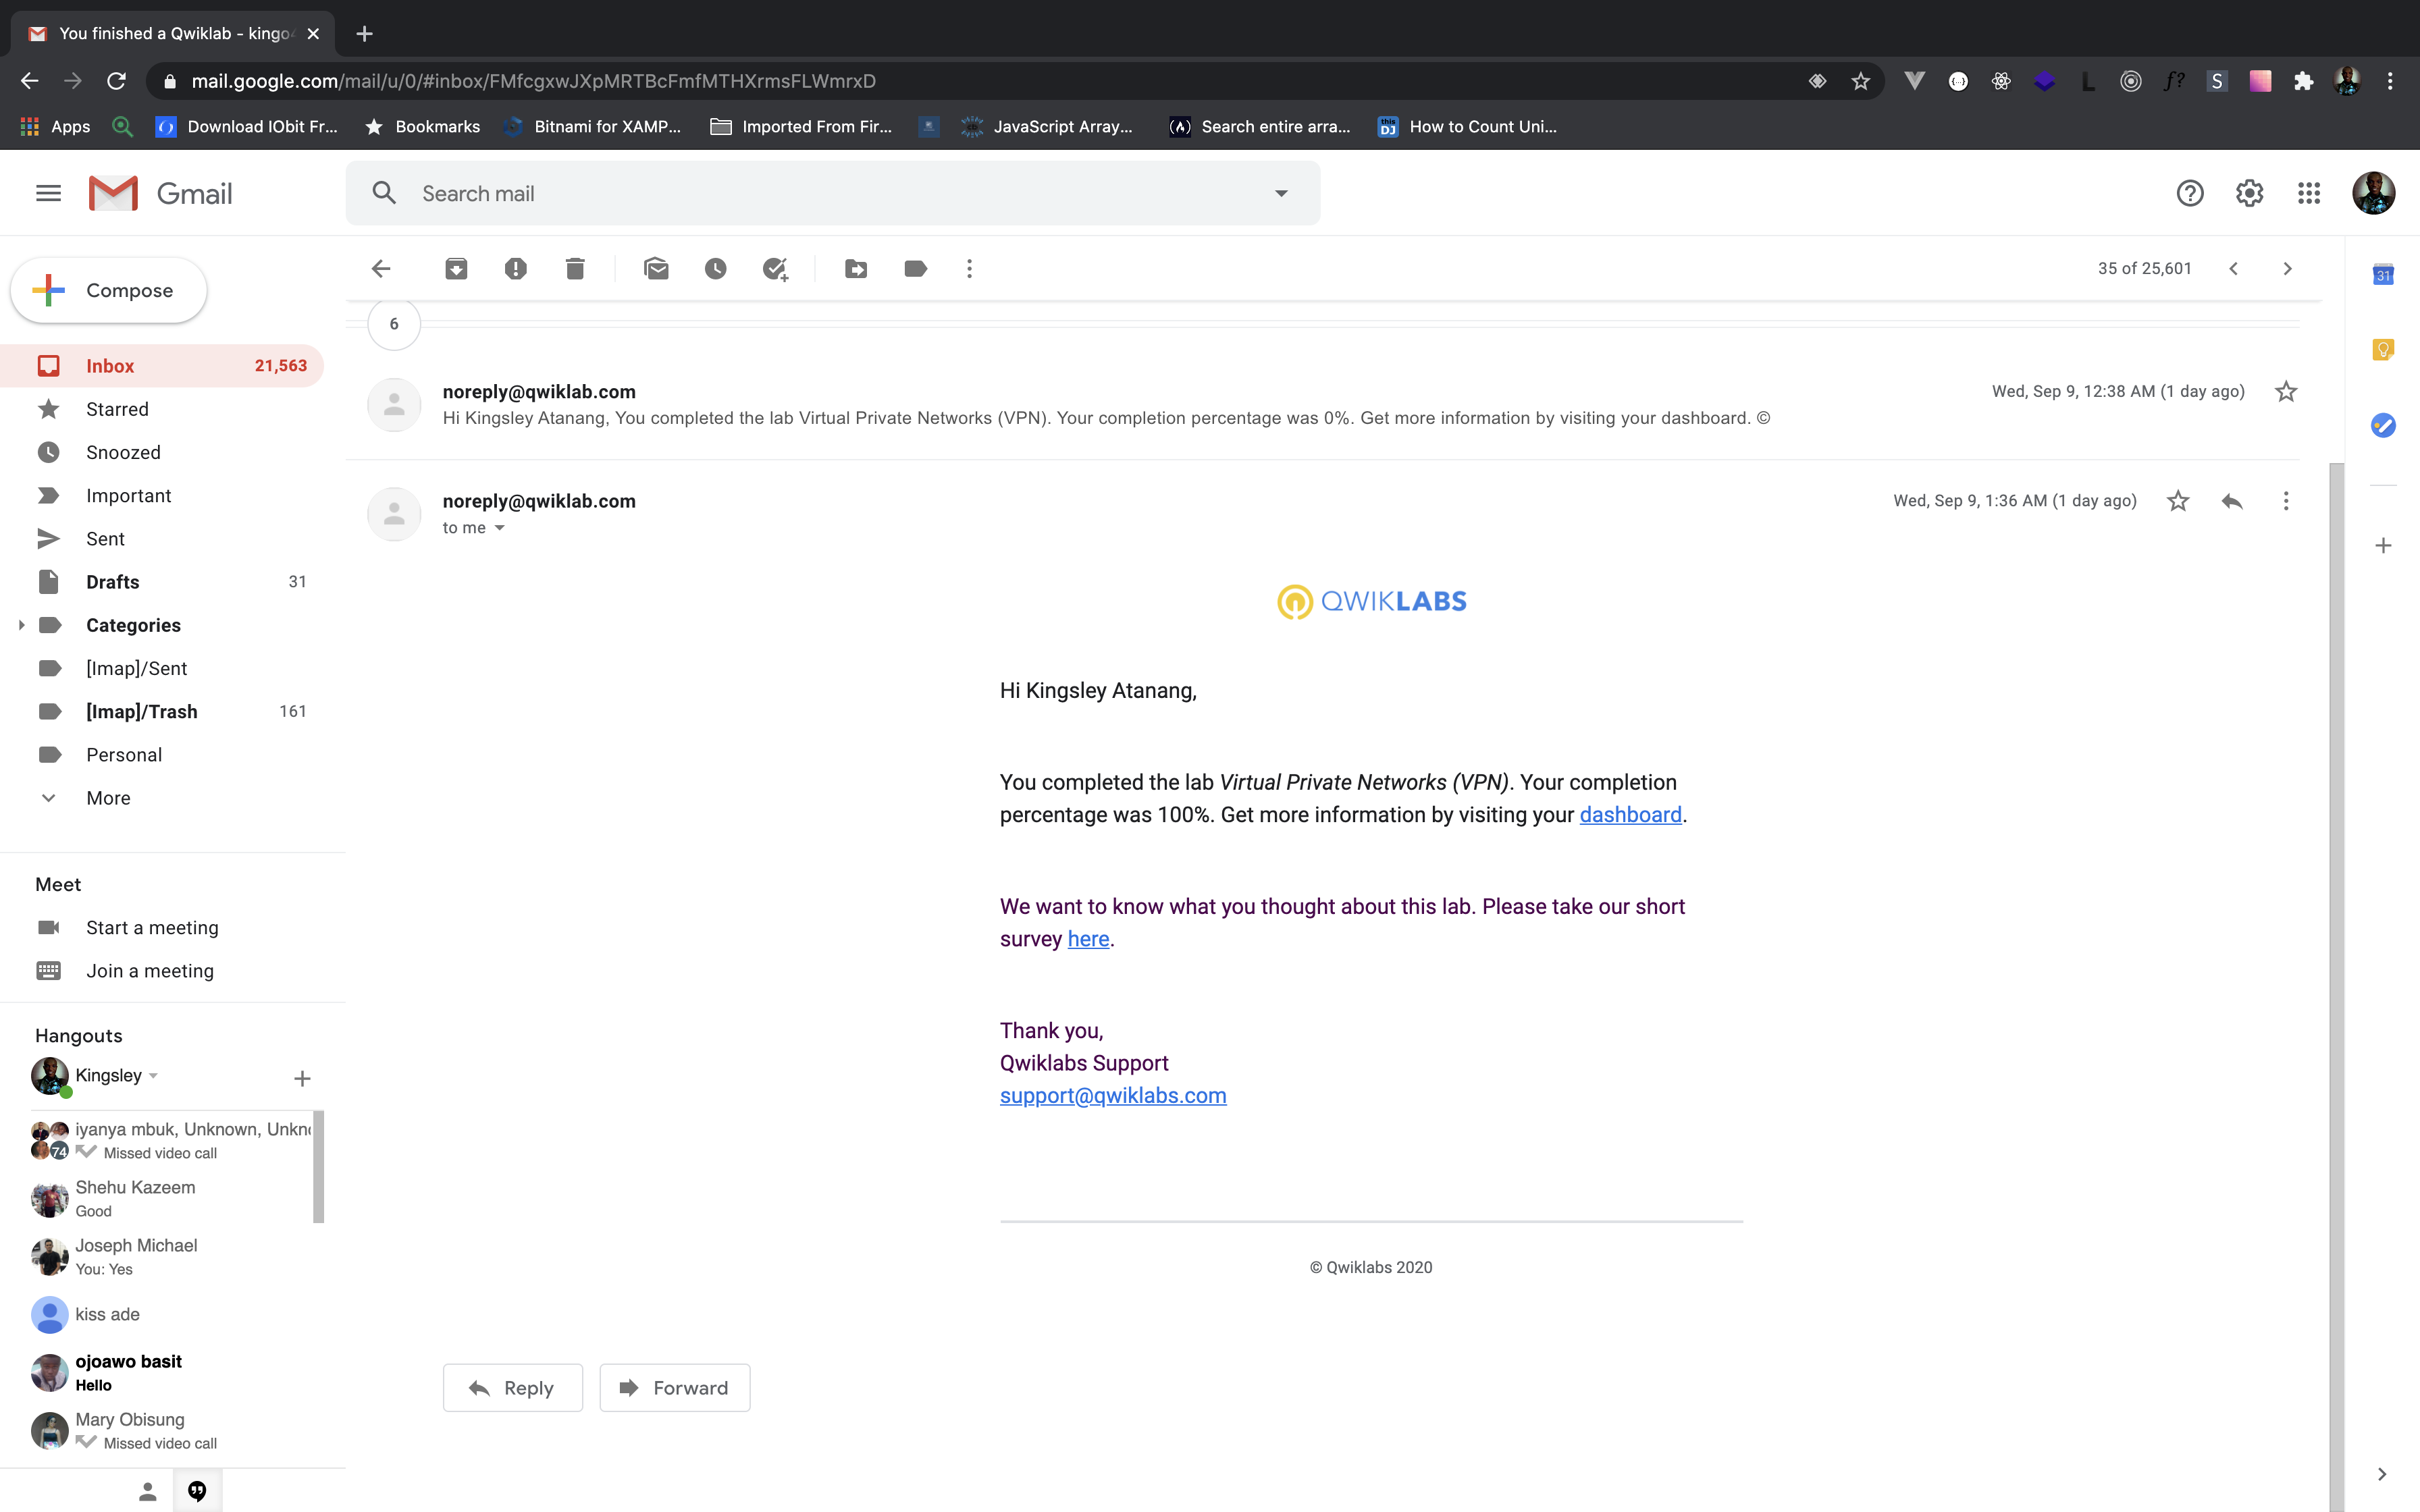 You finished a Qwiklab - kingo
mail.google.com/mail/u/0/#inbox/FMfcgxwJXpMRTBcFmfMTHXrmsFLWmrxD
Apps
Download IObit Fr...
Bookmarks
Bitnami for XAMP...
Imported From Fir...
JavaScript Array...
Search entire arra...
this DJ
How to Count Uni...
Gmail
Search mail
Compose
35 of 25,601
31
6
Inbox 21,563
Starred
Snoozed
Important
Sent
Drafts 31
Categories
[Imap]/Sent
[Imap]/Trash 161
Personal
More
Meet
Start a meeting
Join a meeting
Hangouts
Kingsley
iyanya mbuk, Unknown, Unkn
74
Missed video call
Shehu Kazeem
Good
Joseph Michael
You: Yes
kiss ade
ojoawo basit
Hello
Mary Obisung
Missed video call
noreply@qwiklab.com Wed, Sep 9, 12:38 AM (1 day ago)
Hi Kingsley Atanang, You completed the lab Virtual Private Networks (VPN). Your completion percentage was 0%. Get more information by visiting your dashboard. ©
noreply@qwiklab.com Wed, Sep 9, 1:36 AM (1 day ago)
to me
QWIKLABS
Hi Kingsley Atanang,
You completed the lab Virtual Private Networks (VPN). Your completion
percentage was 100%. Get more information by visiting your dashboard.
We want to know what you thought about this lab. Please take our short
survey here.
Thank you,
Qwiklabs Support
support@qwiklabs.com
© Qwiklabs 2020
Reply
Forward